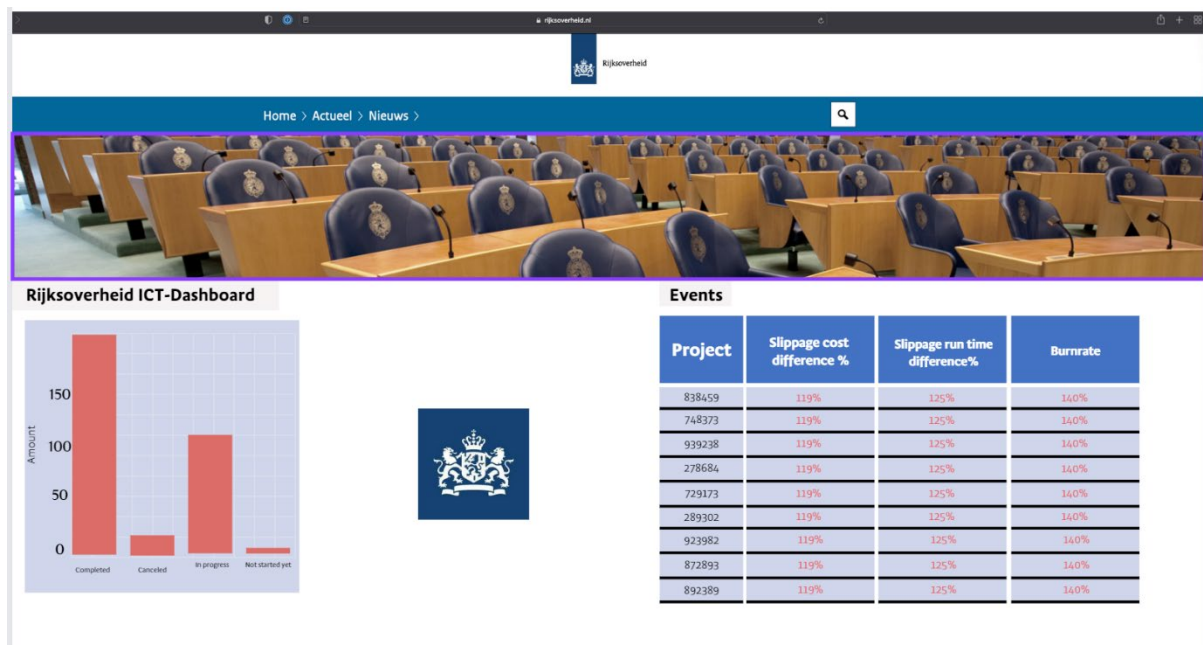 rijksoverheid.nl
Rijksoverheid
Home > Actueel > Nieuws >
Rijksoverheid ICT-Dashboard
150
100
50
0
Amount
Completed
Canceled
In progress
Not started yet
Events
Project Slippage cost difference % Slippage run time difference% Burnrate
838459 119% 125% 140%
748373 119% 125% 140%
939238 119% 125% 140%
278684 119% 125% 140%
729173 119% 125% 140%
289302 119% 125% 140%
923982 119% 125% 140%
872893 119% 125% 140%
892389 119% 125% 140%